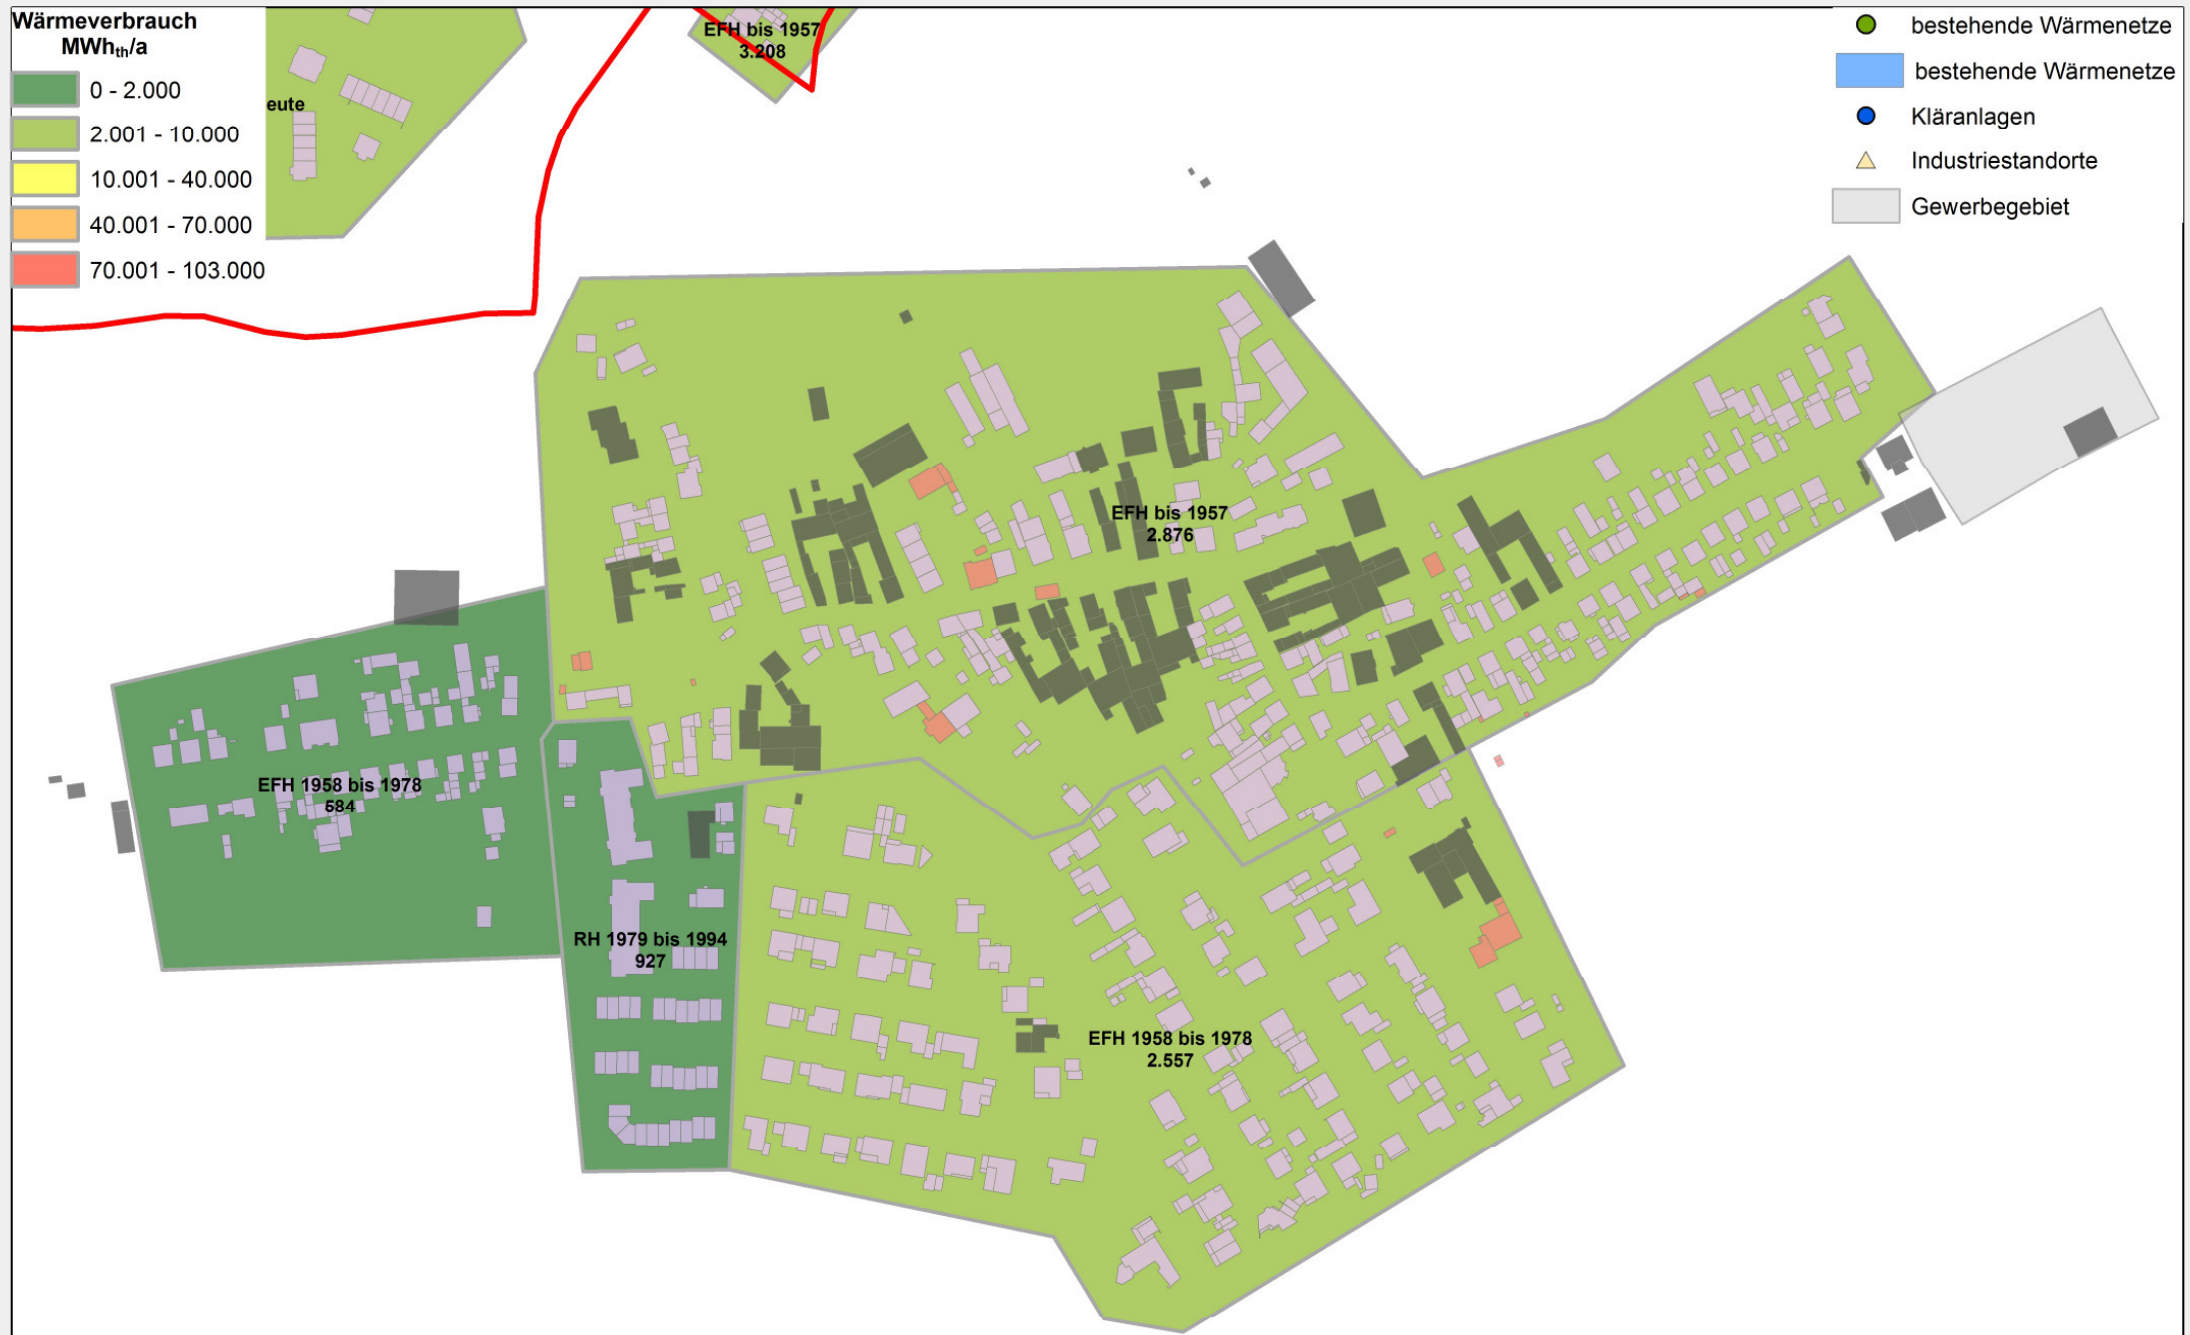 Wärmeverbrauch
MWhth/a
0 - 2.000
2.001 - 10.000
10.001 - 40.000
40.001 - 70.000
70.001 - 103.000
eute
EFH bis 1957
3.208
bestehende Wärmenetze
bestehende Wärmenetze
Kläranlagen
Industriestandorte
Gewerbegebiet
EFH bis 1957
2.876
EFH 1958 bis 1978
584
RH 1979 bis 1994
927
EFH 1958 bis 1978
2.557